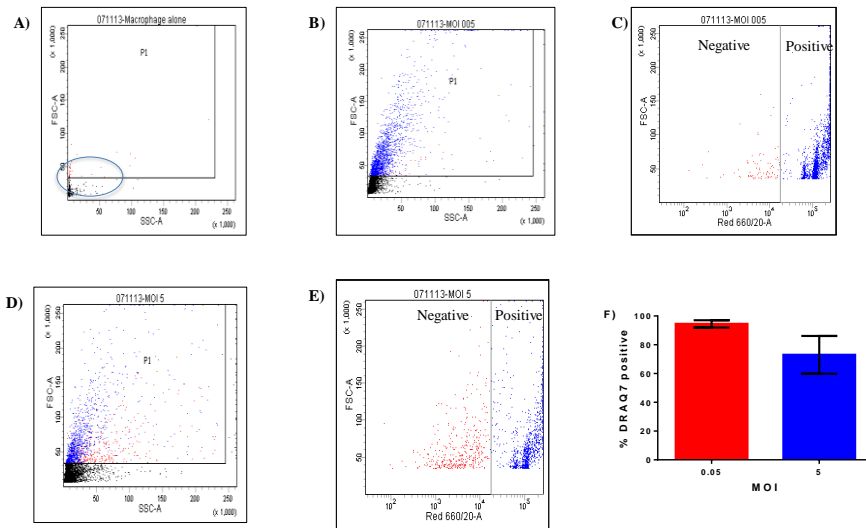 A)
071113-Macrophage alone
P1
FSC-A
(x 1,000)
50 100 150 200 250
50 100 150 200 250
SSC-A
(x 1,000)
B)
071113-MOI 005
P1
FSC-A
(x 1,000)
50 100 150 200 250
50 100 150 200 250
SSC-A
(x 1,000)
C)
071113-MOI 005
Negative Positive
FSC-A
(x 1,000)
50 100 150 200 250
10^2 10^3 10^4 10^5
Red 660/20-A
D)
071113-MOI 5
P1
FSC-A
(x 1,000)
50 100 150 200 250
50 100 150 200 250
SSC-A
(x 1,000)
E)
071113-MOI 5
Negative Positive
FSC-A
(x 1,000)
50 100 150 200 250
10^2 10^3 10^4 10^5
Red 660/20-A
F)
% DRAQ7 positive
100
80
60
40
20
0
0.05 5
MOI